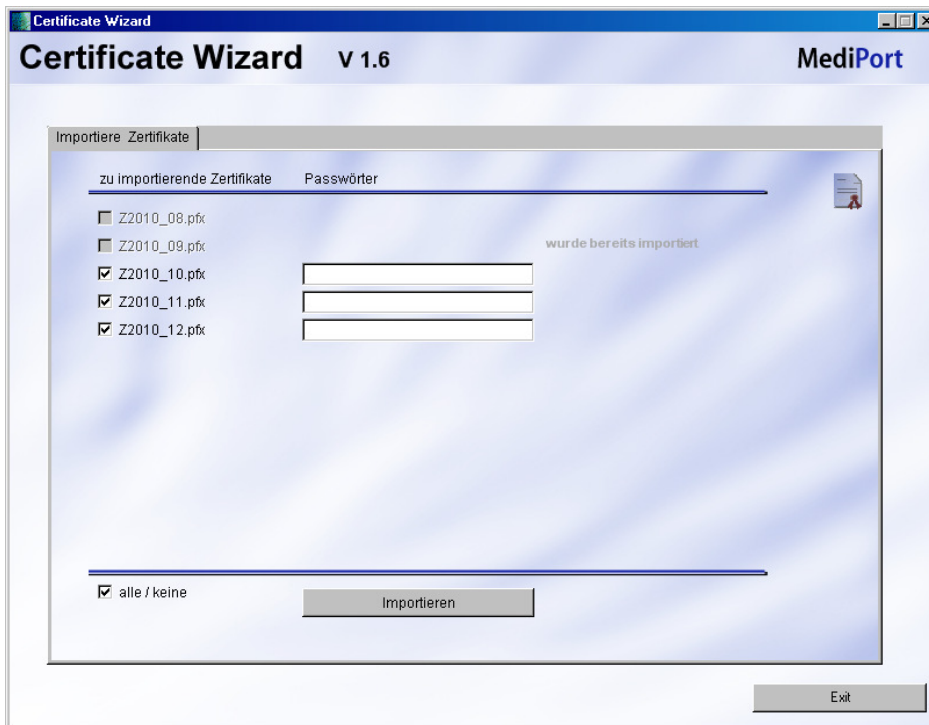 Certificate Wizard
Certificate Wizard V 1.6 MediPort
Importiere Zertifikate
zu importierende Zertifikate Passwörter
Z2010_08.pfx
Z2010_09.pfx wurde bereits importiert
Z2010_10.pfx
Z2010_11.pfx
Z2010_12.pfx
alle / keine Importieren
Exit